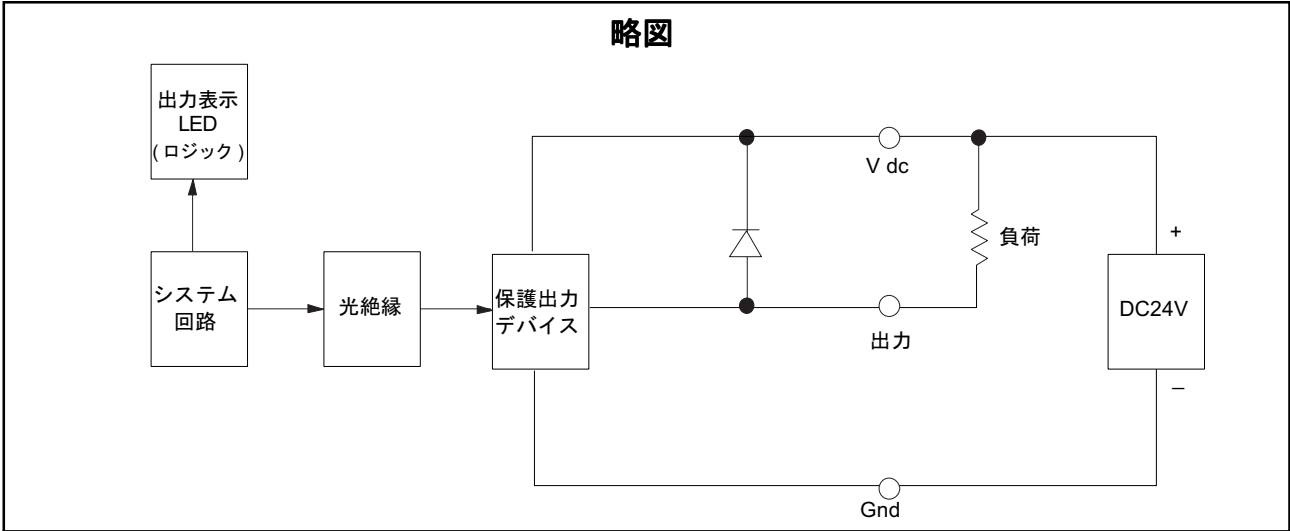 略図
出力表示
LED
( ロジック )
V dc
負荷
+
システム
回路
光絶縁
保護出力
デバイス
DC24V
出力
–
Gnd